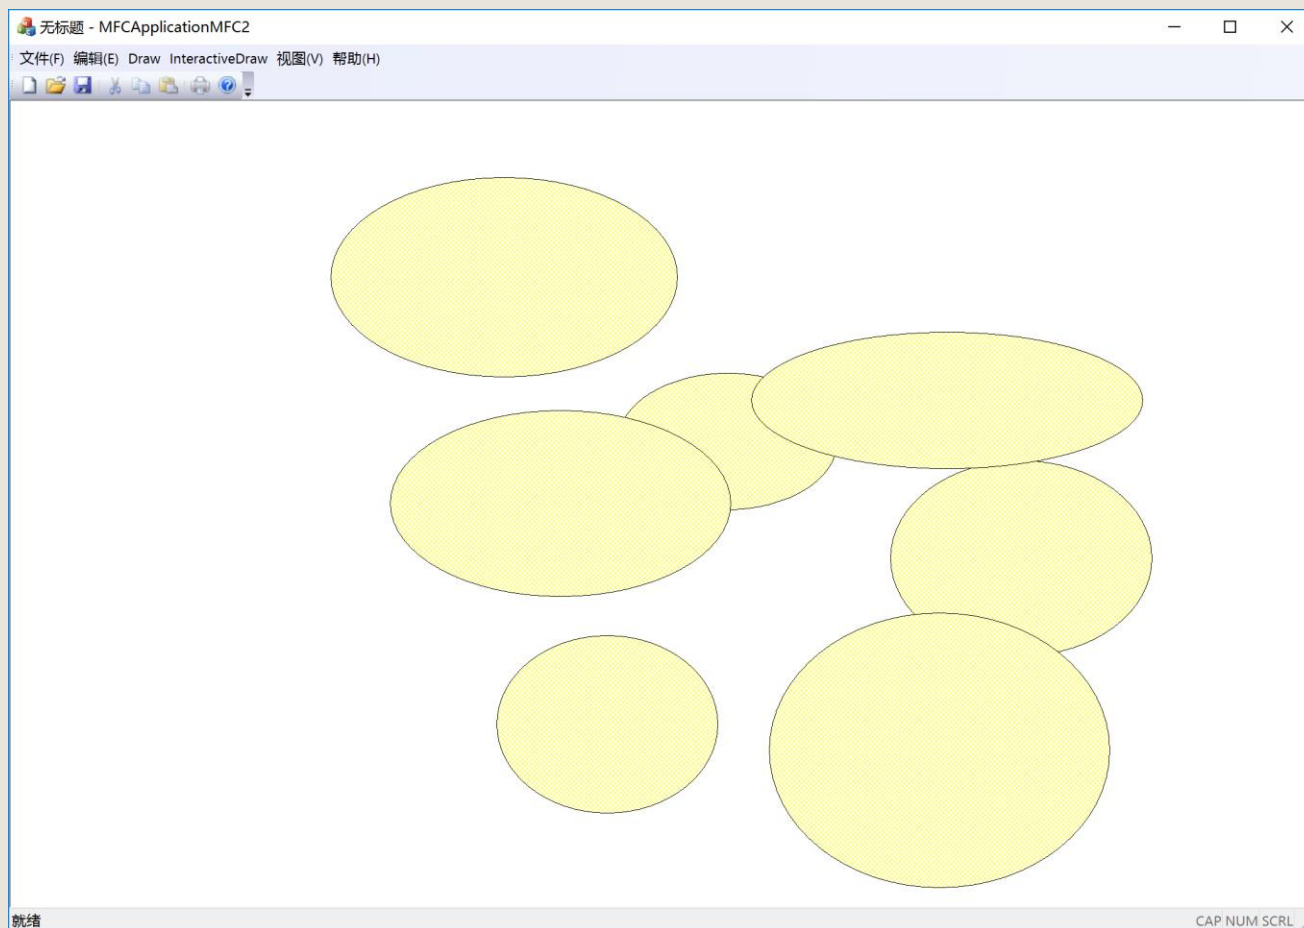 无标题 - MFCApplicationMFC2
文件(F) 编辑(E) Draw InteractiveDraw 视图(V) 帮助(H)
就绪
CAP NUM SCRL